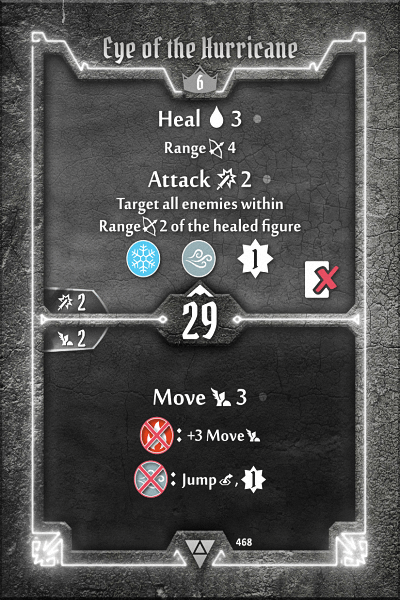 Eye of the Hurricane
6
Heal 3
Range 4
Attack 2
Target all enemies within
Range 2 of the healed figure
1
2
29
2
Move 3
: +3 Move
: Jump , 1
468